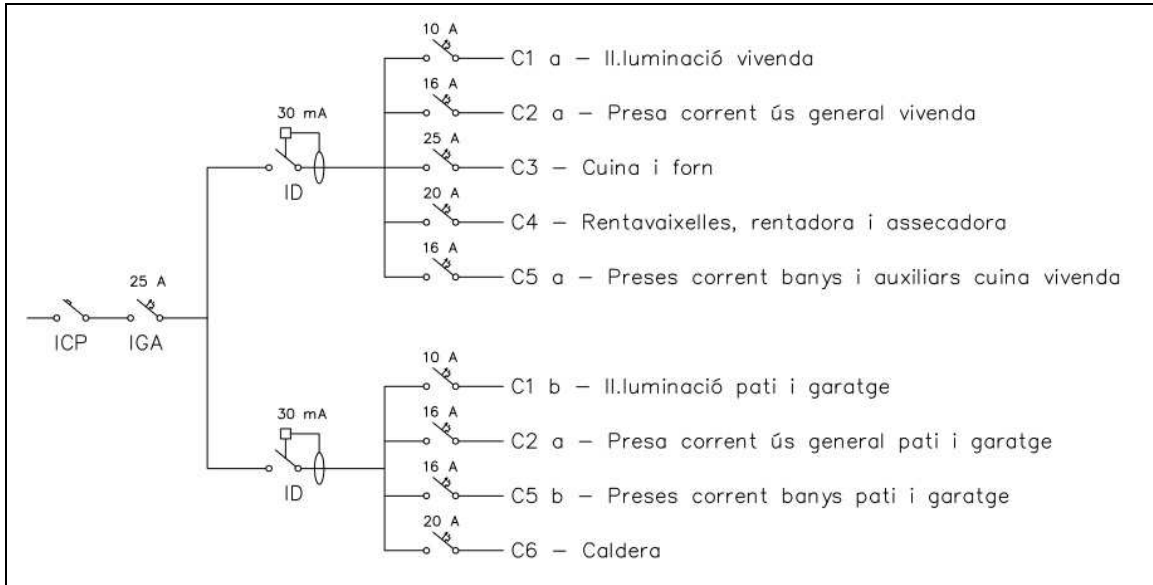 10 A
C1 a – Il.luminació vivenda
16 A
C2 a – Presa corrent ús general vivenda
30 mA
ID
25 A
C3 – Cuina i forn
20 A
C4 – Rentavaixelles, rentadora i assecadora
16 A
C5 a – Preses corrent banys i auxiliars cuina vivenda
25 A
ICP
IGA
10 A
C1 b – Il.luminació pati i garatge
30 mA
ID
16 A
C2 a – Presa corrent ús general pati i garatge
16 A
C5 b – Preses corrent banys pati i garatge
20 A
C6 – Caldera